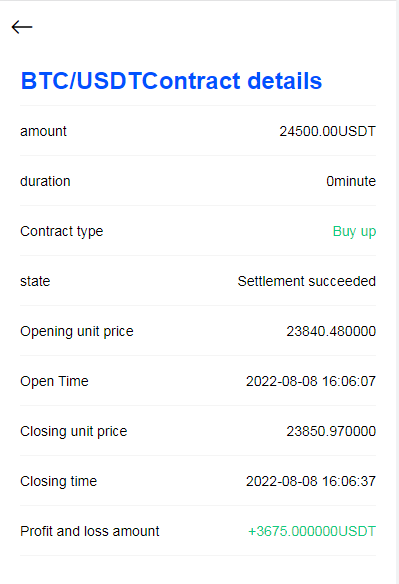 BTC/USDTContract details
amount 24500.00USDT
duration 0minute
Contract type Buy up
state Settlement succeeded
Opening unit price 23840.480000
Open Time 2022-08-08 16:06:07
Closing unit price 23850.970000
Closing time 2022-08-08 16:06:37
Profit and loss amount +3675.000000USDT